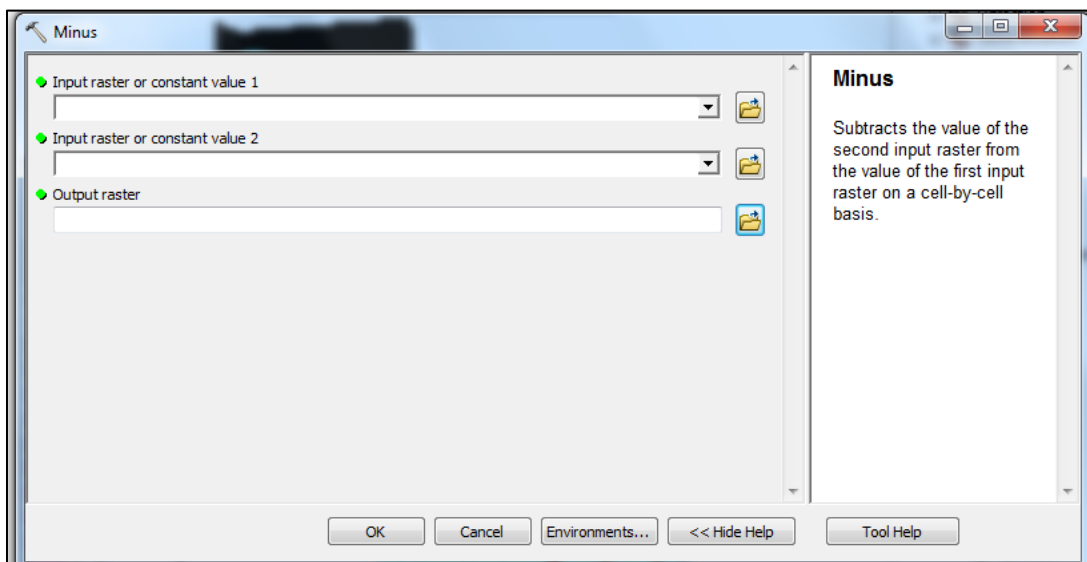 Minus
Input raster or constant value 1
Input raster or constant value 2
Output raster
Minus
Subtracts the value of the
second input raster from
the value of the first input
raster on a cell-by-cell
basis.
OK
Cancel
Environments...
<< Hide Help
Tool Help